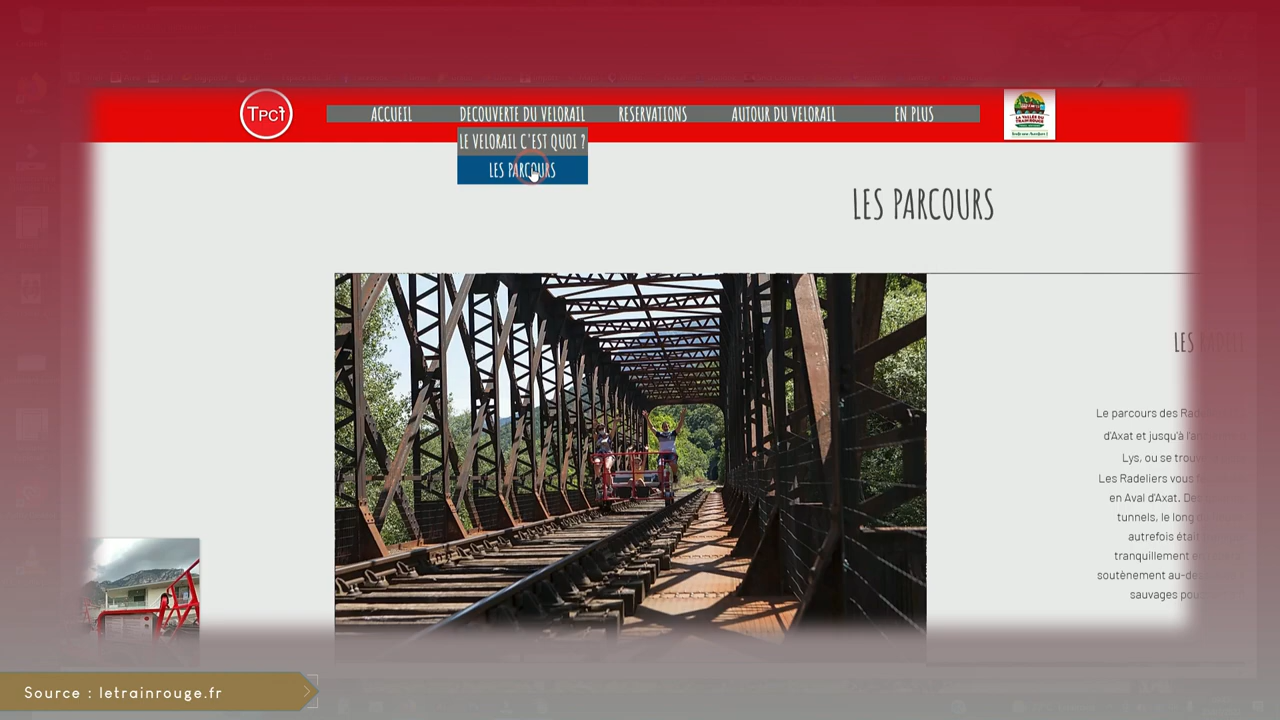 TPCF
ACCUEIL
DECOUVERTE DU VELORAIL
RESERVATIONS
AUTOUR DU VELORAIL
EN PLUS
LE VELORAIL C'EST QUOI ?
LES PARCOURS
LES PARCOURS
LES
Le parcours des
d'Axat et jusqu'à
Lys, ou se
Les Radeliers vous
en Aval d'Axat.
tunnels, le long
autrefois était
tranquillement
soutènement
sauvages
Source : letrainrouge.fr